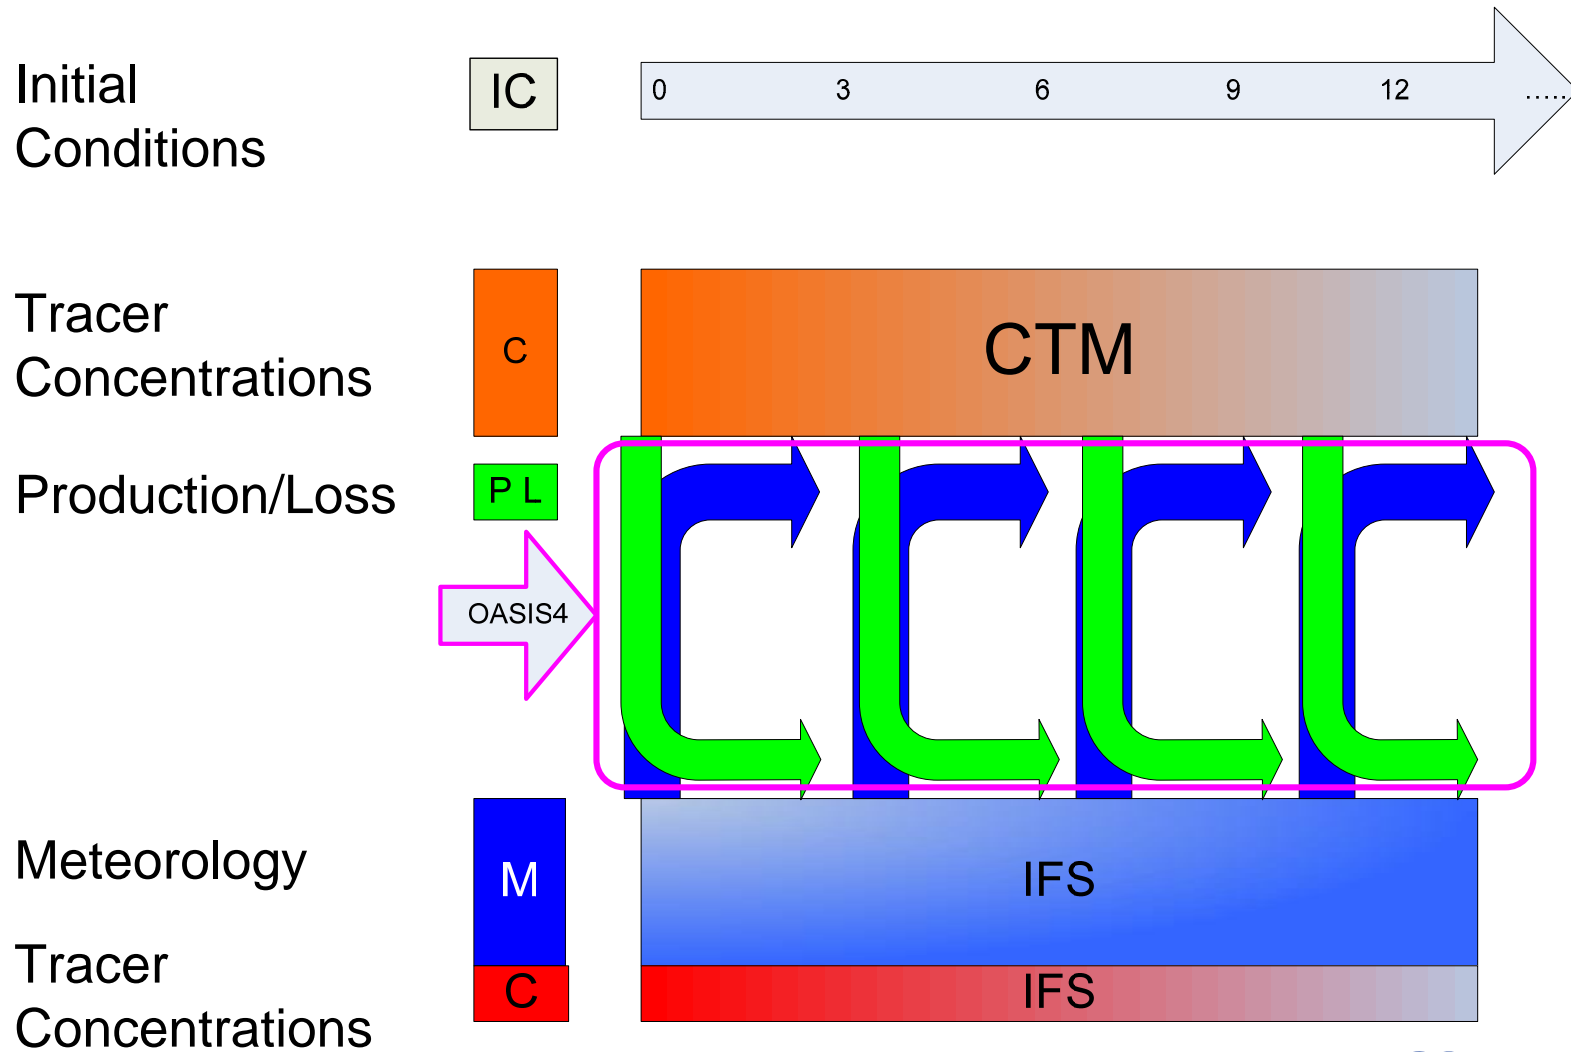 Initial
Conditions
IC
0 3 6 9 12 .....
Tracer
Concentrations
C
CTM
Production/Loss
P L
OASIS4
Meteorology
M
IFS
Tracer
Concentrations
C
IFS